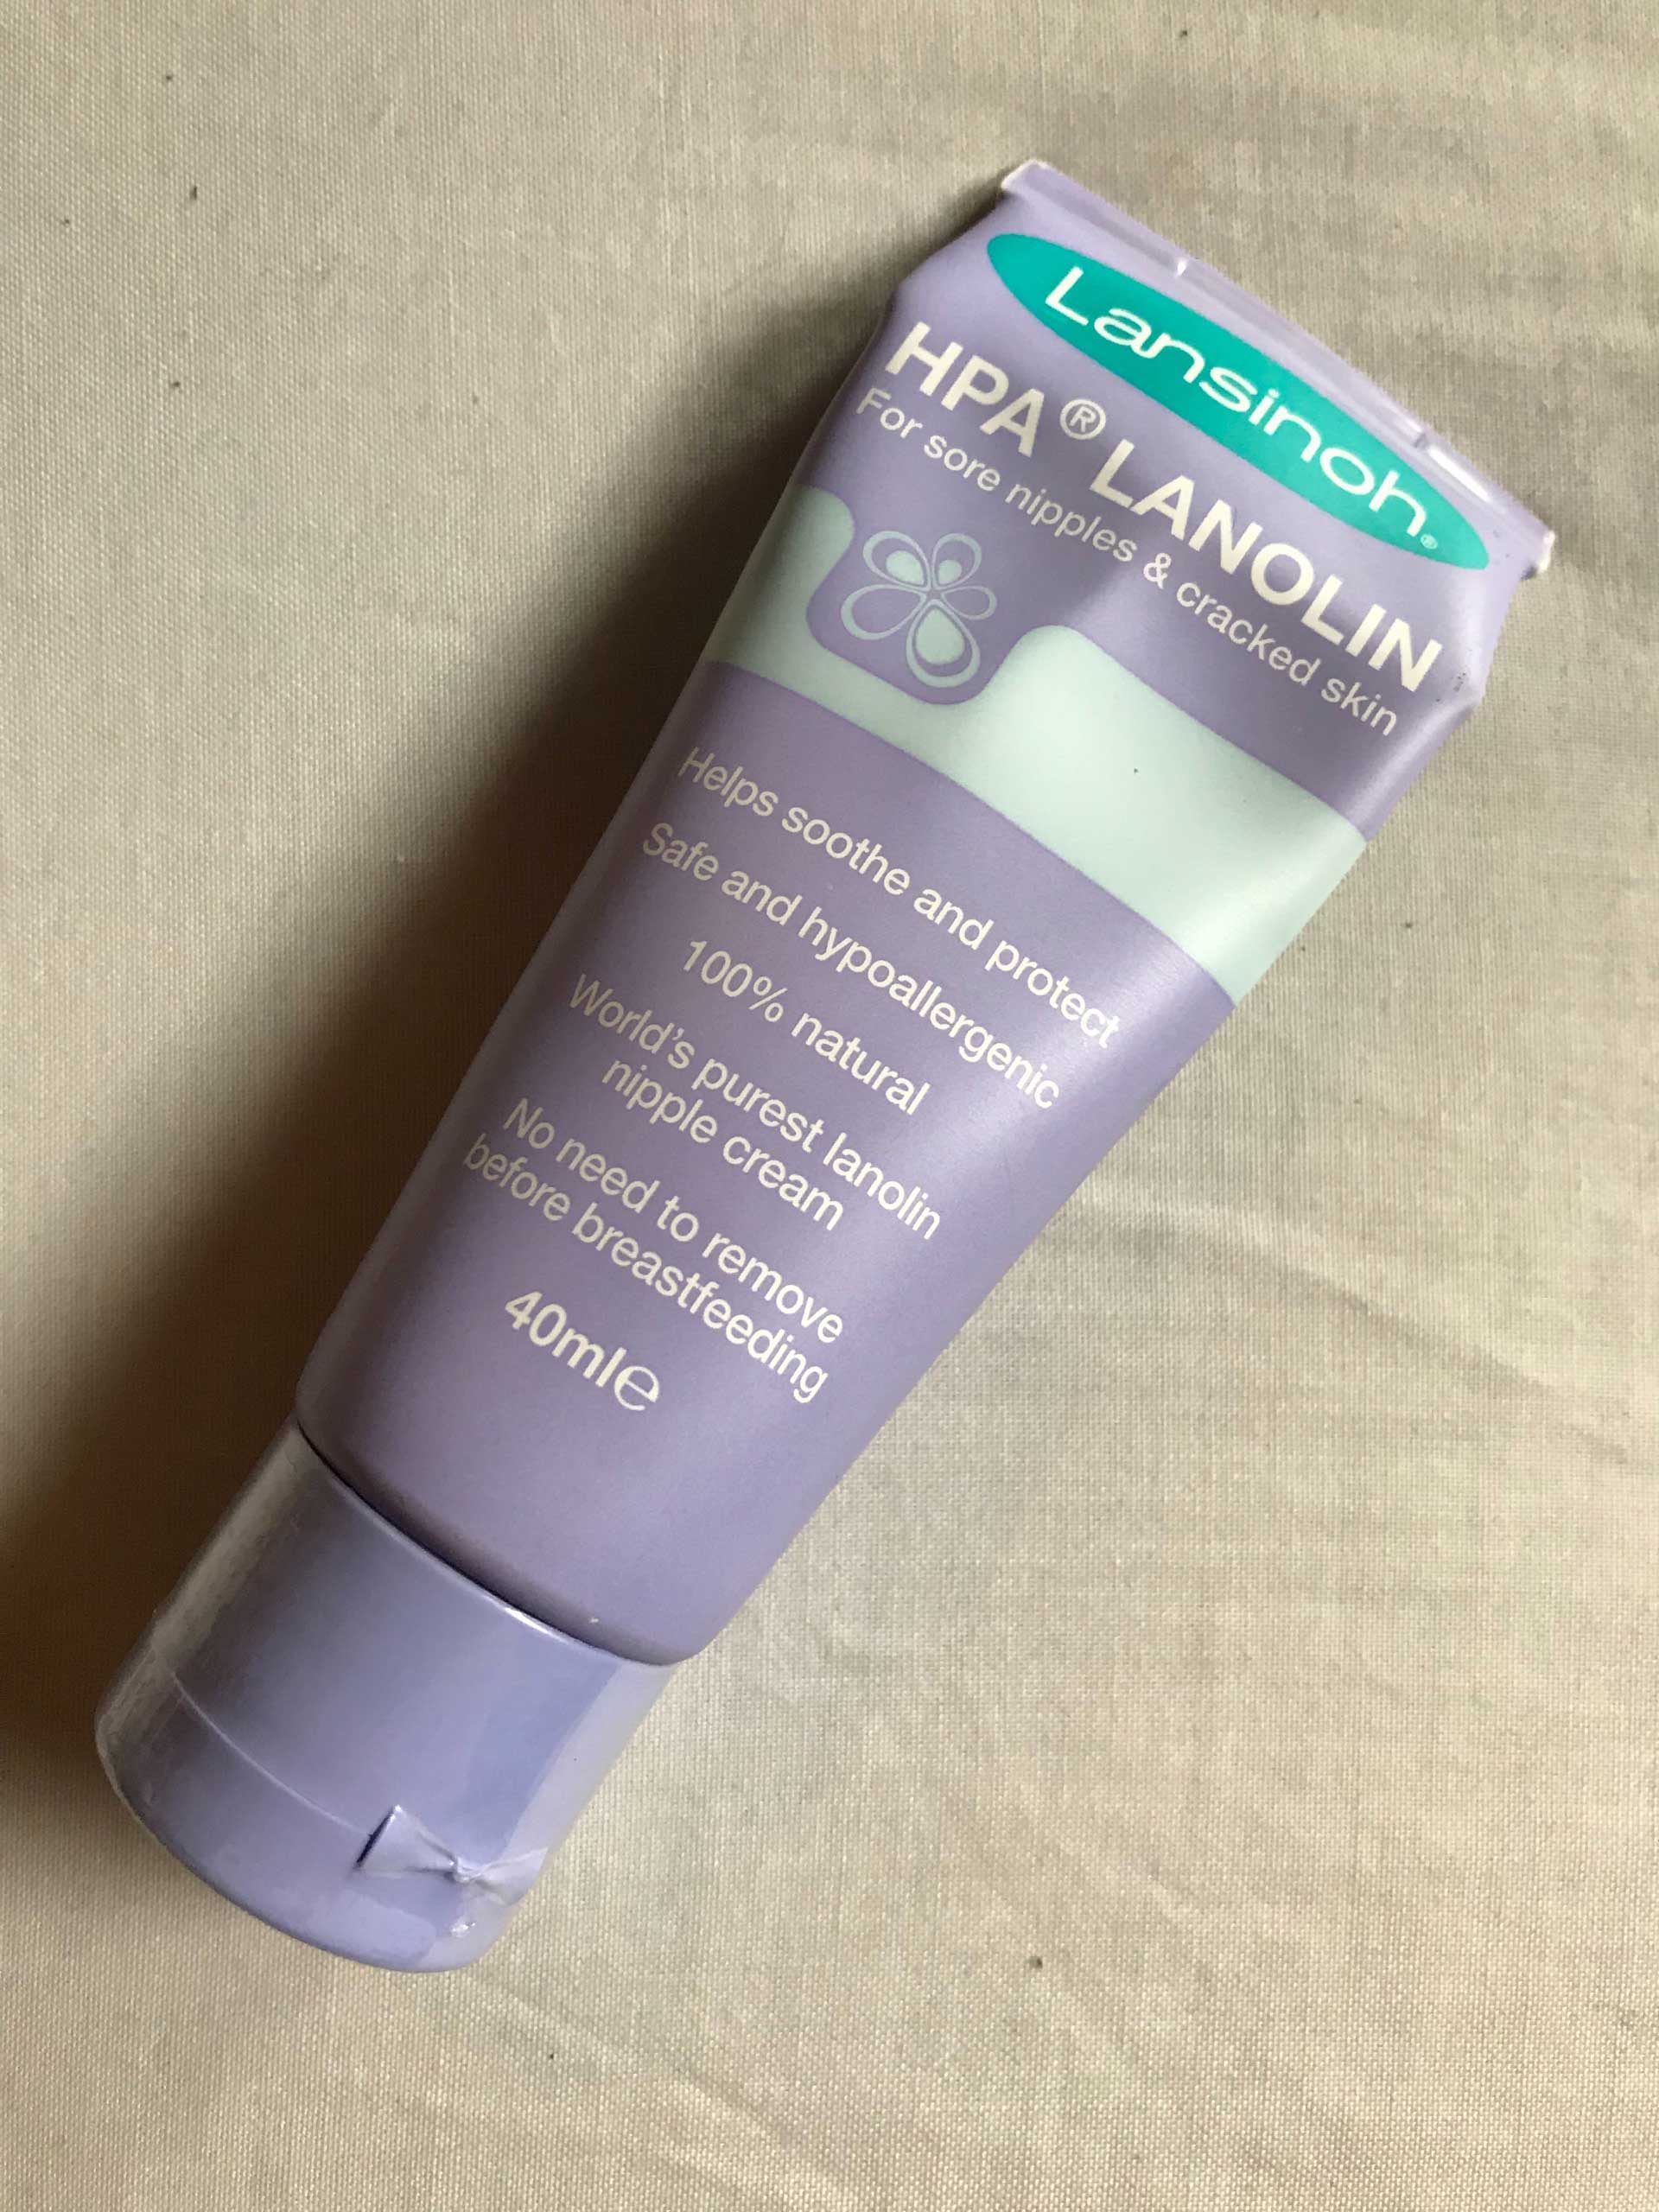 Lansinoh®
HPA® LANOLIN
For sore nipples & cracked skin
Helps soothe and protect
Safe and hypoallergenic
100% natural
World's purest lanolin
nipple cream
No need to remove
before breastfeeding
40ml℮